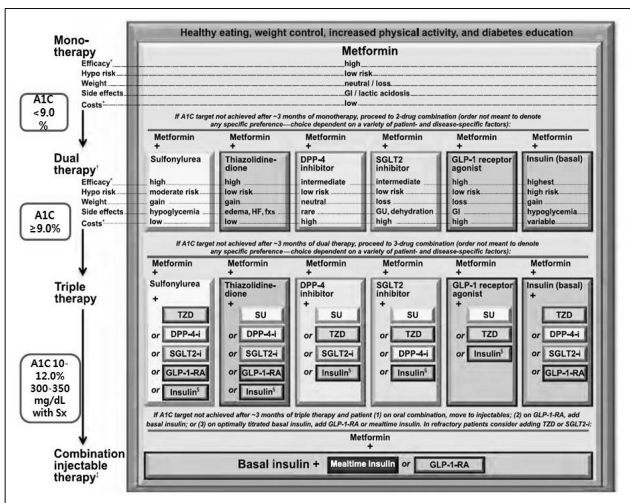 Healthy eating, weight control, increased physical activity, and diabetes education
Mono-
therapy
Metformin
Efficacy* high
Hypo risk low risk
Weight neutral / loss
Side effects GI / lactic acidosis
Costs* low
A1C
<9.0
%
If A1C target not achieved after ~3 months of monotherapy, proceed to 2-drug combination (order not meant to denote
any specific preference—choice dependent on a variety of patient- and disease-specific factors):
Metformin Metformin Metformin Metformin Metformin Metformin
+ + + + + +
Dual
therapy†
Sulfonylurea Thiazolidine- DPP-4 SGLT2 GLP-1 receptor Insulin (basal)
dione inhibitor inhibitor agonist
Efficacy* high high intermediate intermediate high highest
Hypo risk moderate risk low risk low risk low risk low risk high risk
Weight gain gain neutral loss loss gain
Side effects hypoglycemia edema, HF, fxs rare GU, dehydration GI hypoglycemia
Costs* low low high high high variable
A1C
≥9.0%
If A1C target not achieved after ~3 months of dual therapy, proceed to 3-drug combination (order not meant to denote
any specific preference—choice dependent on a variety of patient- and disease-specific factors):
Metformin Metformin Metformin Metformin Metformin Metformin
+ + + + + +
Triple
therapy
Sulfonylurea Thiazolidine- DPP-4 SGLT2 GLP-1 receptor Insulin (basal)
dione inhibitor inhibitor agonist
+ + + + + +
TZD SU SU SU SU TZD
or DPP-4-i or DPP-4-i or TZD or TZD or TZD or DPP-4-i
or SGLT2-i or SGLT2-i or SGLT2-i or DPP-4-i or Insulin§ or SGLT2-i
or GLP-1-RA or GLP-1-RA or Insulin§ or Insulin§ or GLP-1-RA
or Insulin§ or Insulin§
A1C 10-
12.0%
300-350
mg/dL
with Sx
If A1C target not achieved after ~3 months of triple therapy and patient (1) on oral combination, move to injectables; (2) on GLP-1-RA, add
basal insulin; or (3) on optimally titrated basal insulin, add GLP-1-RA or mealtime insulin. In refractory patients consider adding TZD or SGLT2-i:
Metformin
+
Combination
injectable
therapy‡
Basal insulin + Mealtime Insulin or GLP-1-RA